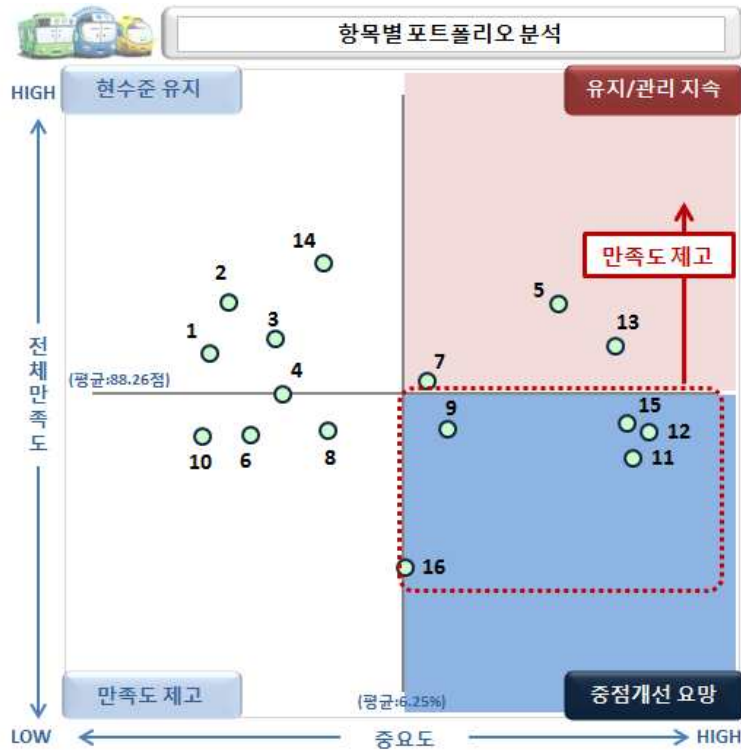 항목별 포트폴리오 분석
HIGH
현수준 유지
유지/관리 지속
만족도 제고
14
2
5
1
3
13
7
4
(평균:88.26점)
전체만족도
9
15
12
10
6
8
11
16
만족도 제고
(평균:6.25%)
중점개선 요망
LOW
중요도
HIGH